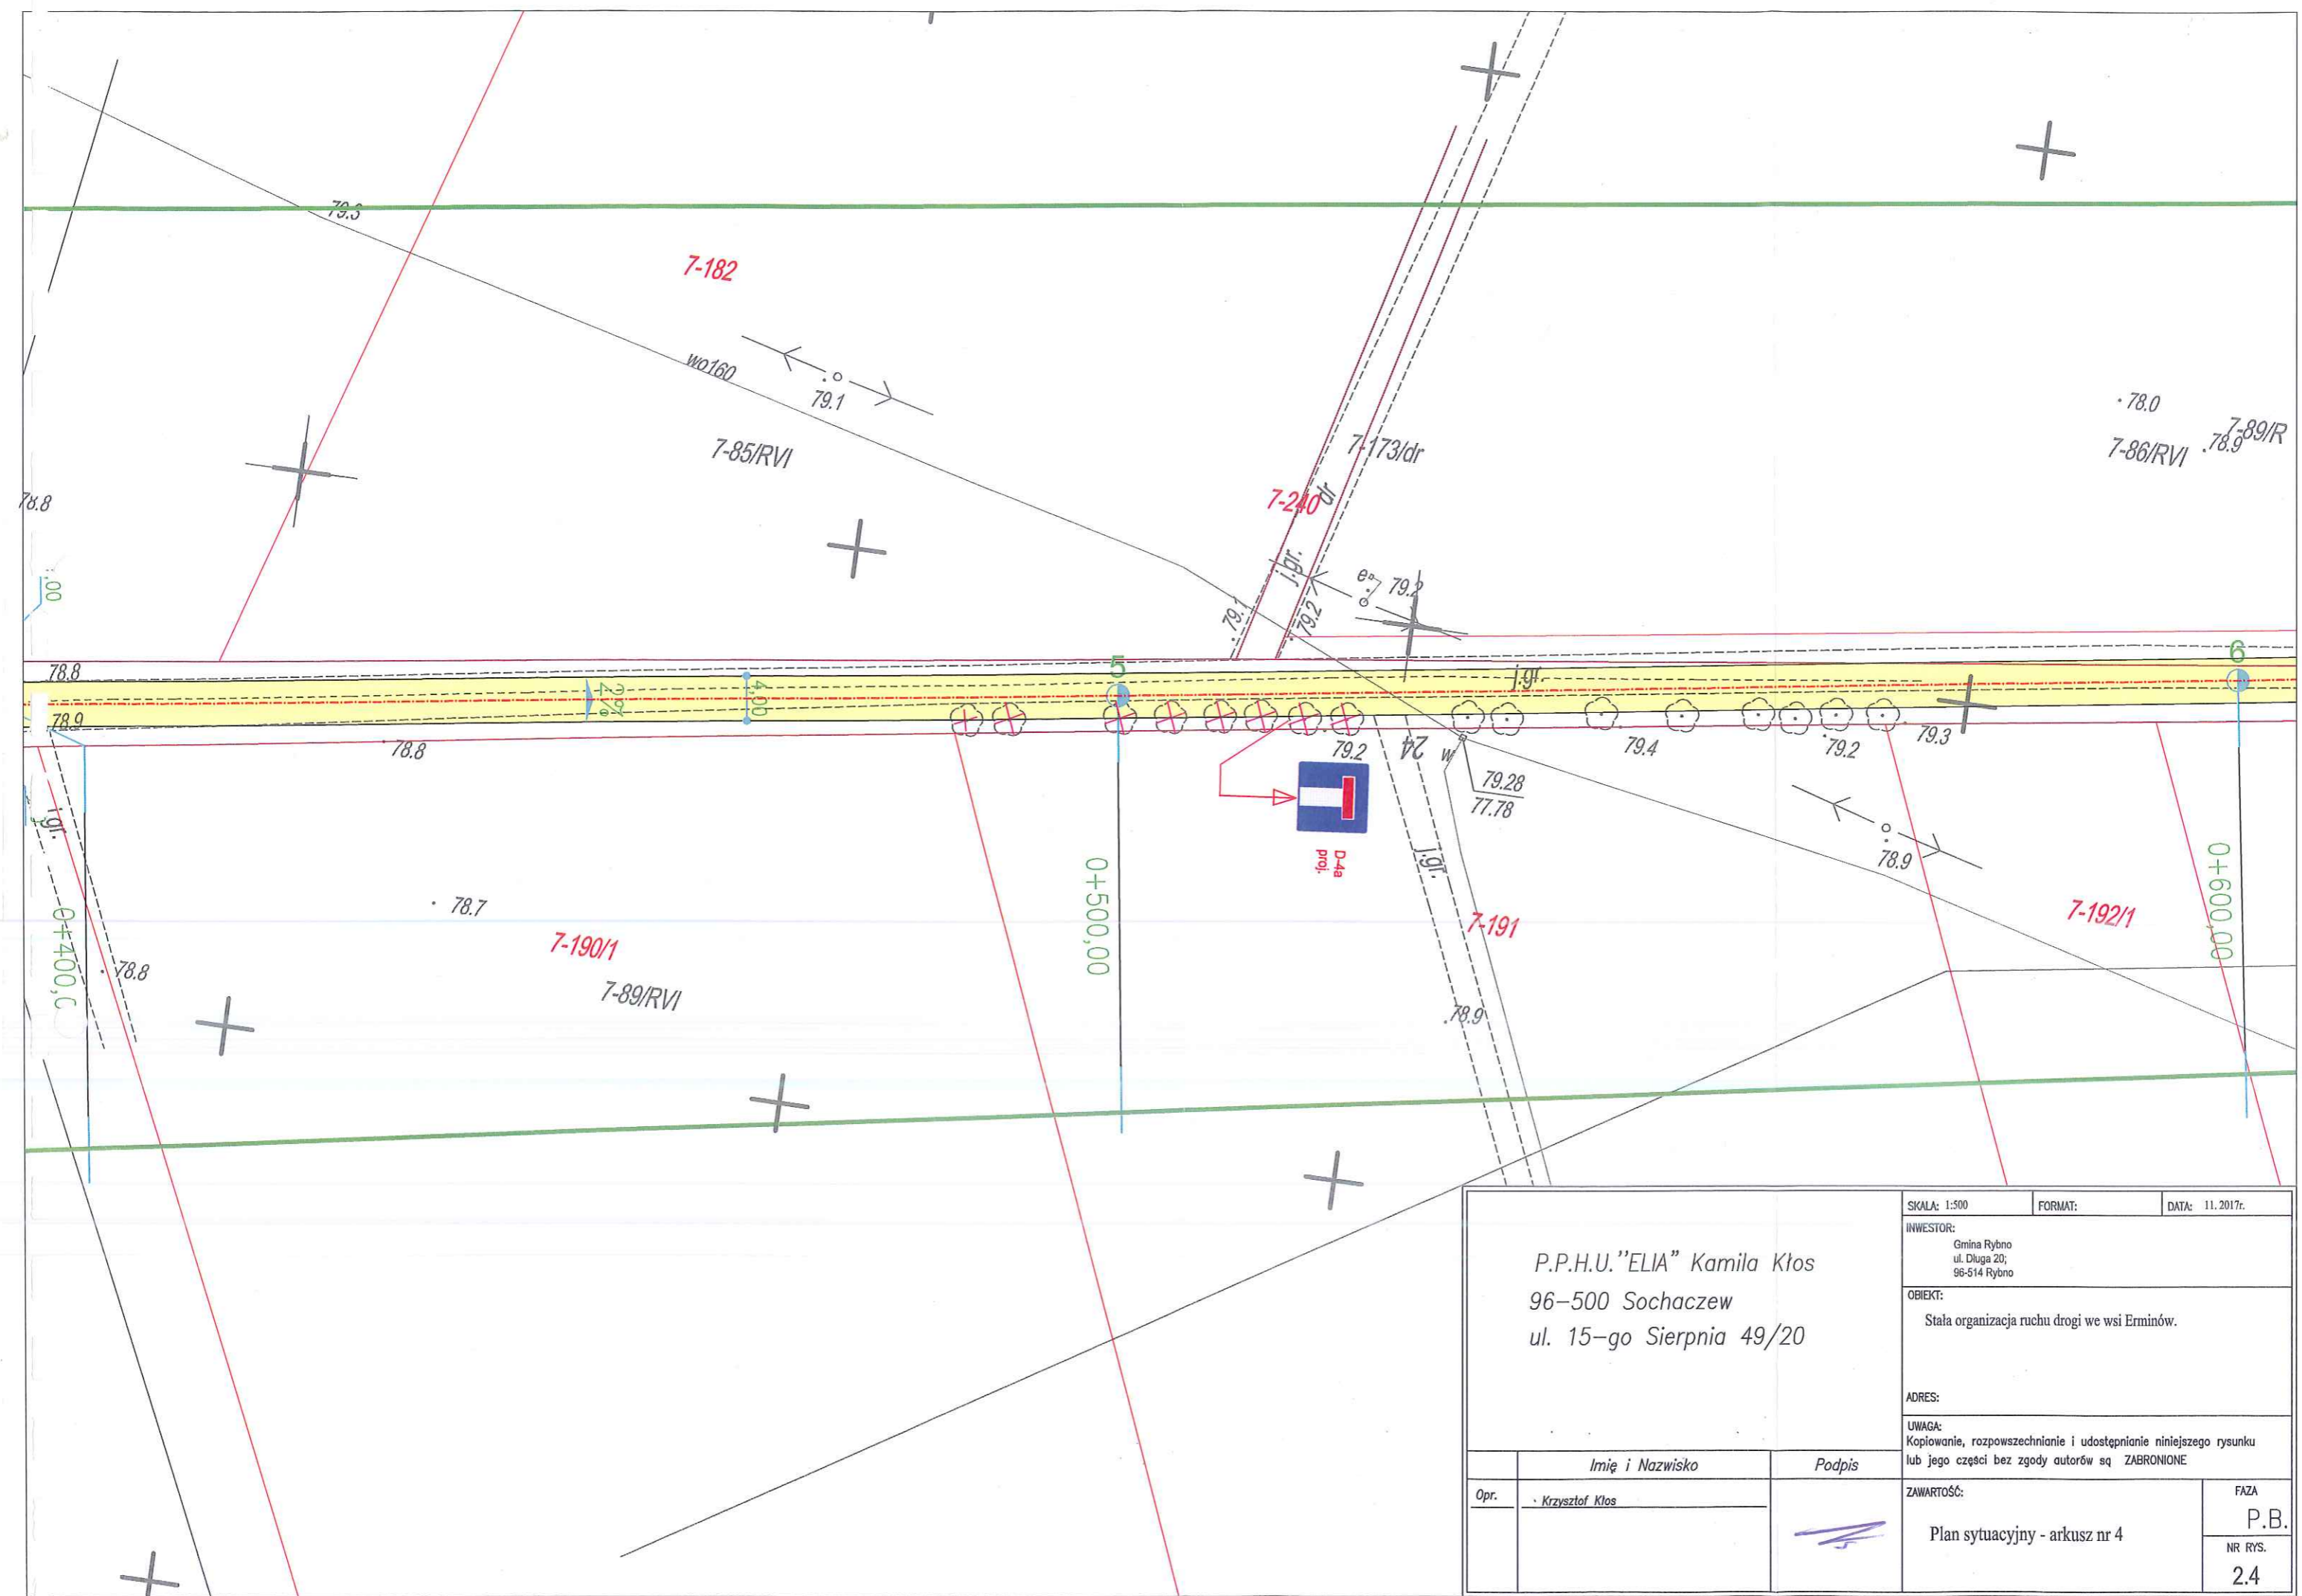 79.3
7-182
wo160
79.1
7-85/RVI
7-173/dr
7-240
dr
78.0
7-86/RVI
78.9
7-89/R
78.8
,00
j.gr.
e
79.2
79.1
79.2
78.8
5
j.gr.
6
2%
4,00
78.9
78.8
79.2
24
w
79.4
79.2
79.3
79.28
77.78
j.gr.
D-4a
proj.
j.gr.
78.9
0+400,0
78.7
7-190/1
78.8
7-89/RVI
0+500,00
7-191
7-192/1
0+600,00
78.9
P.P.H.U."ELIA" Kamila Kłos
96-500 Sochaczew
ul. 15-go Sierpnia 49/20
SKALA: 1:500
FORMAT:
DATA: 11. 2017r.
INWESTOR:
Gmina Rybno
ul. Dluga 20;
96-514 Rybno
OBIEKT:
Stała organizacja ruchu drogi we wsi Erminów.
ADRES:
UWAGA:
Kopiowanie, rozpowszechnianie i udostępnianie niniejszego rysunku
lub jego części bez zgody autorów są ZABRONIONE
Imię i Nazwisko
Podpis
Opr.
Krzysztof Kłos
ZAWARTOŚĆ:
Plan sytuacyjny - arkusz nr 4
FAZA
P.B.
NR RYS.
2.4